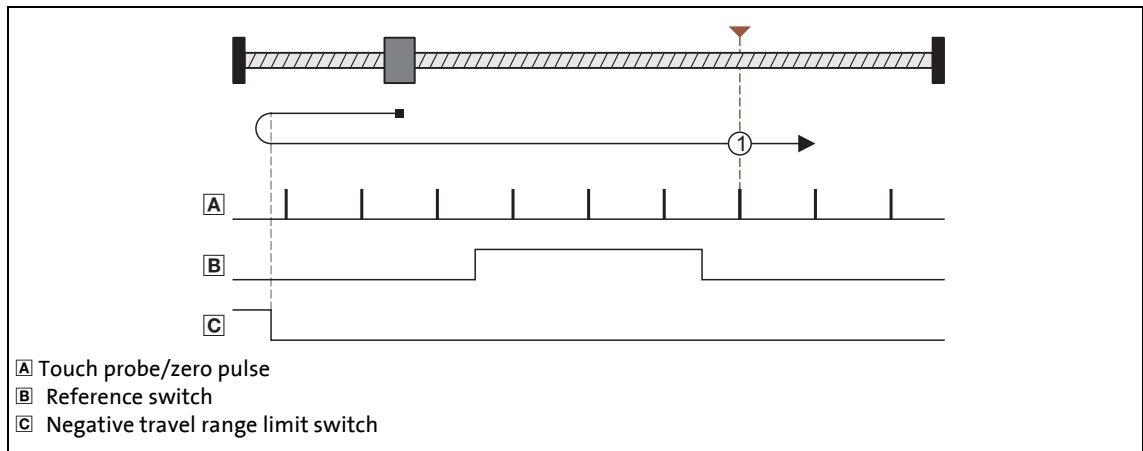 1
A
B
C
A Touch probe/zero pulse
B Reference switch
C Negative travel range limit switch